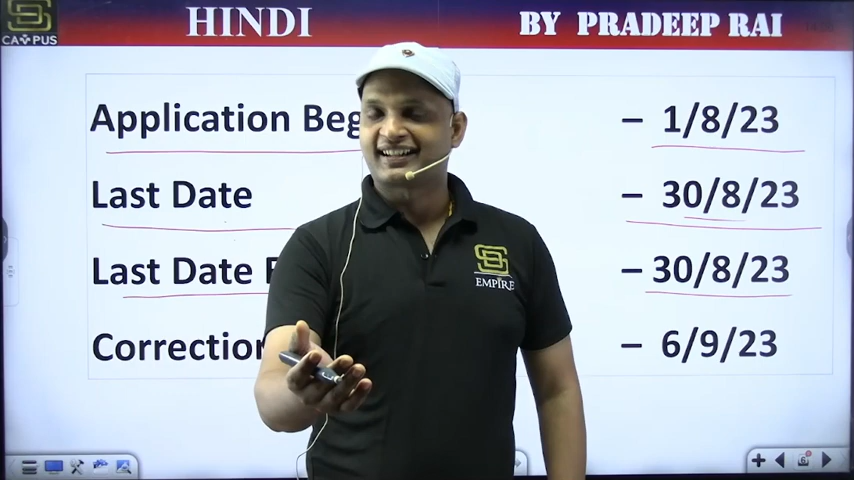 HINDI
BY PRADEEP RAI
CAMPUS
Application Beg
– 1/8/23
Last Date
– 30/8/23
Last Date
– 30/8/23
Correction
– 6/9/23
SD
EMPIRE